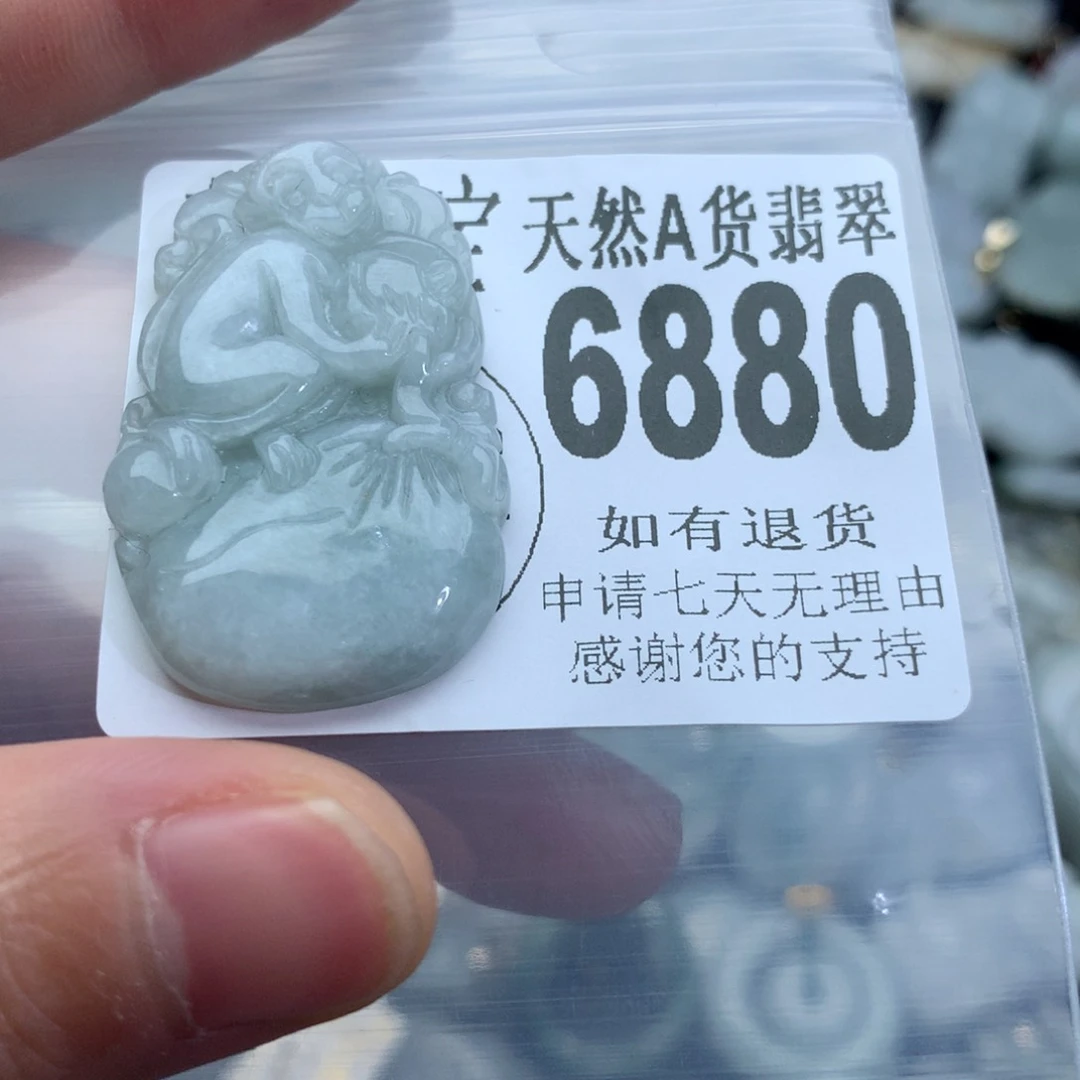 天然A货翡翠
6880
如有退货
申请七天无理由
感谢您的支持